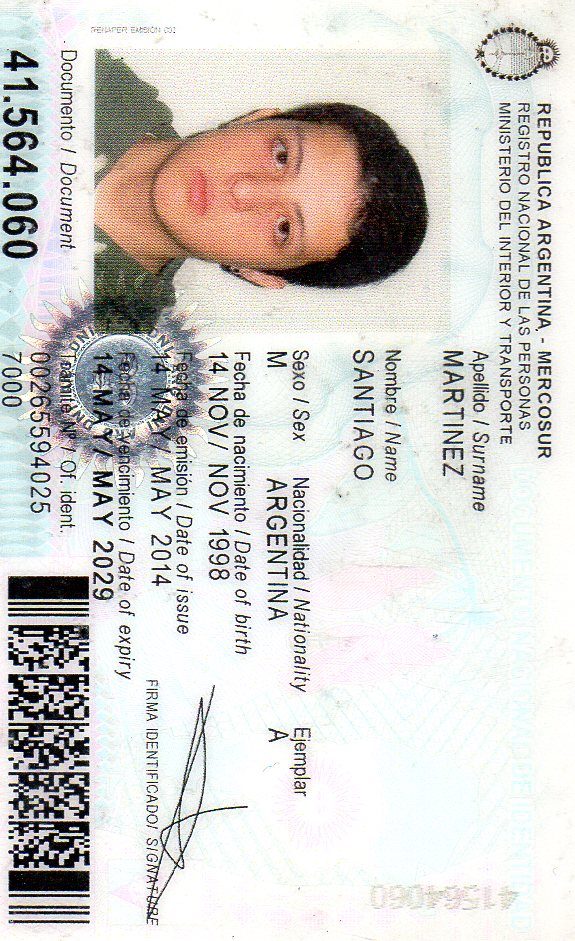 REPUBLICA ARGENTINA - MERCOSUR
REGISTRO NACIONAL DE LAS PERSONAS
MINISTERIO DEL INTERIOR Y TRANSPORTE
Apellido / Surname
MARTINEZ
Nombre / Name
SANTIAGO
Sexo / Sex Nacionalidad / Nationality Ejemplar
M ARGENTINA A
Fecha de nacimiento / Date of birth
14 NOV/ NOV 1998
Fecha de emisión / Date of issue
14 MAY/ MAY 2014
Fecha de vencimiento / Date of expiry
14 MAY/ MAY 2029
FIRMA IDENTIFICADO/ SIGNATURE
Trámite Nº / Of. ident.
00265594025
7000
Documento / Document
41.564.060
RENAPER EMISIÓN
41564060